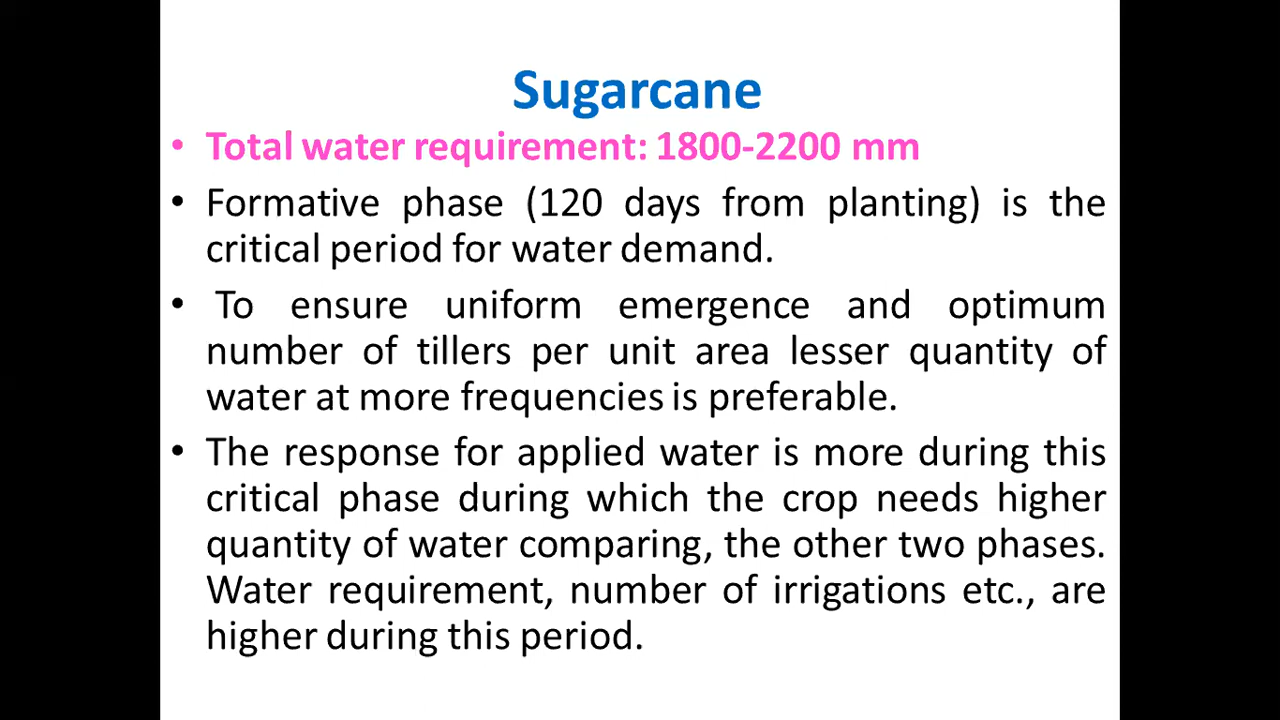 Sugarcane
• Total water requirement: 1800-2200 mm
• Formative phase (120 days from planting) is the
critical period for water demand.
• To ensure uniform emergence and optimum
number of tillers per unit area lesser quantity of
water at more frequencies is preferable.
• The response for applied water is more during this
critical phase during which the crop needs higher
quantity of water comparing, the other two phases.
Water requirement, number of irrigations etc., are
higher during this period.